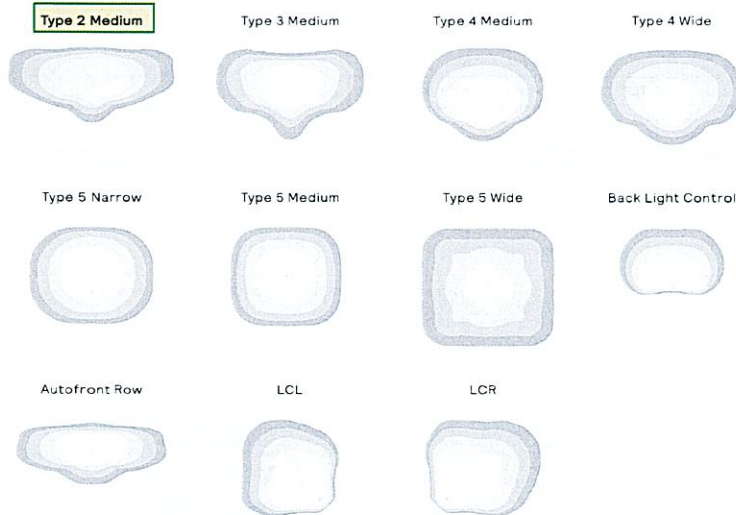 Type 2 Medium
Type 3 Medium
Type 4 Medium
Type 4 Wide
Type 5 Narrow
Type 5 Medium
Type 5 Wide
Back Light Control
Autofront Row
LCL
LCR